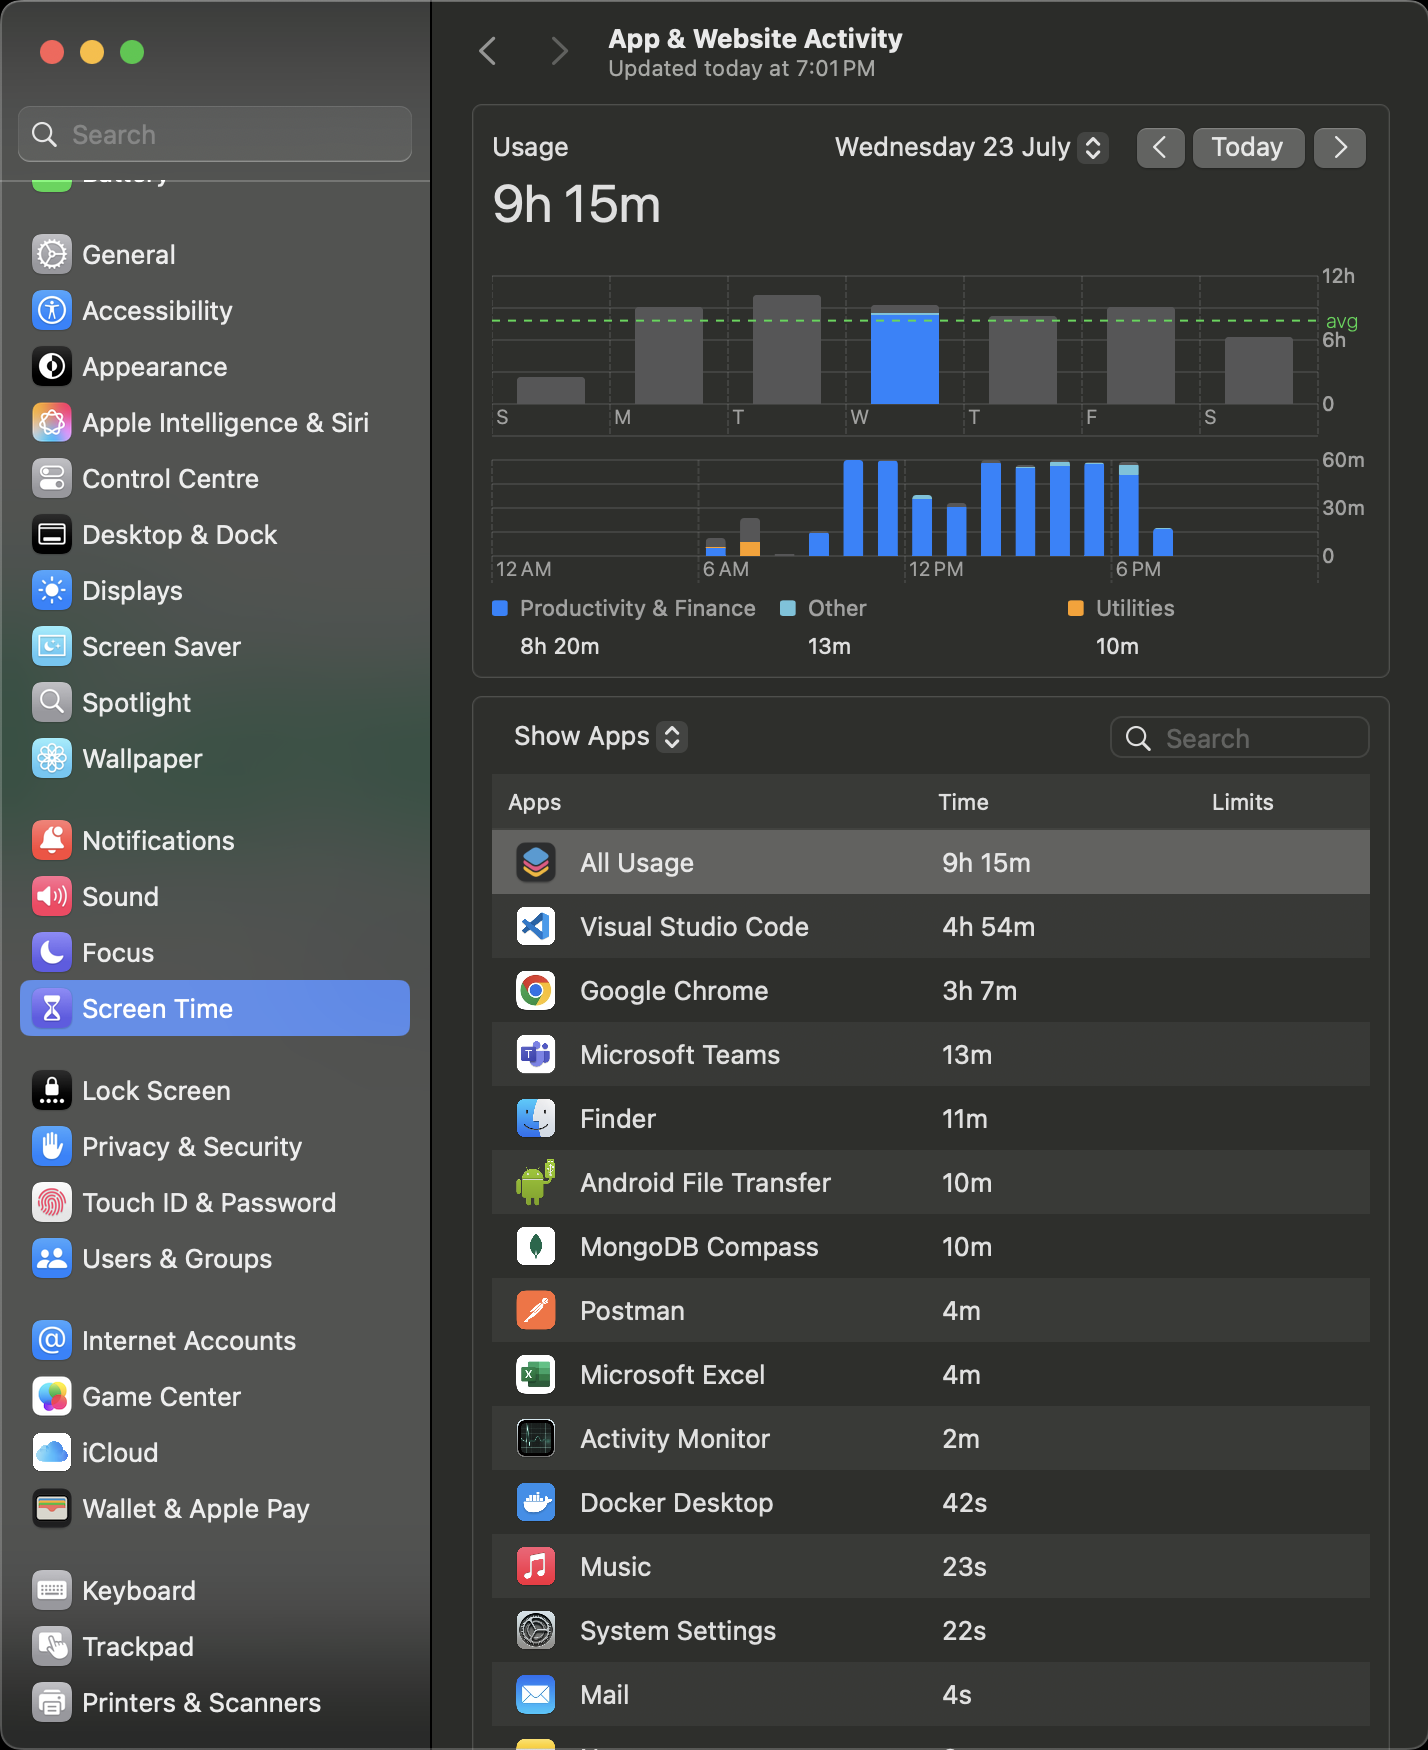 App & Website Activity
Updated today at 7:01 PM
Search
Battery
General
Accessibility
Appearance
Apple Intelligence & Siri
Control Centre
Desktop & Dock
Displays
Screen Saver
Spotlight
Wallpaper
Notifications
Sound
Focus
Screen Time
Lock Screen
Privacy & Security
Touch ID & Password
Users & Groups
Internet Accounts
Game Center
iCloud
Wallet & Apple Pay
Keyboard
Trackpad
Printers & Scanners
Usage
Wednesday 23 July
Today
9h 15m
12h
avg
6h
0
S M T W T F S
60m
30m
0
12 AM 6 AM 12 PM 6 PM
Productivity & Finance Other Utilities
8h 20m 13m 10m
Show Apps
Search
Apps Time Limits
All Usage 9h 15m
Visual Studio Code 4h 54m
Google Chrome 3h 7m
Microsoft Teams 13m
Finder 11m
Android File Transfer 10m
MongoDB Compass 10m
Postman 4m
Microsoft Excel 4m
Activity Monitor 2m
Docker Desktop 42s
Music 23s
System Settings 22s
Mail 4s